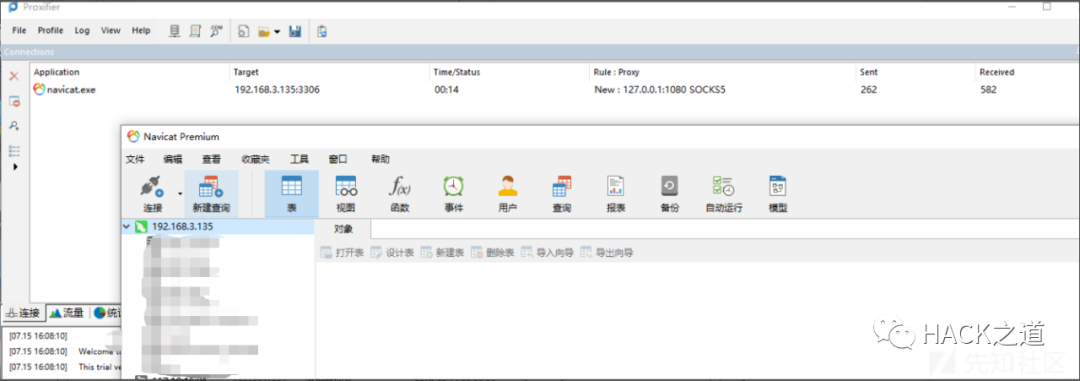 Proxifier
File Profile Log View Help
Connections
Application Target Time/Status Rule : Proxy Sent Received
navicat.exe 192.168.3.135:3306 00:14 New : 127.0.0.1:1080 SOCKS5 262 582
Navicat Premium
文件 编辑 查看 收藏夹 工具 窗口 帮助
连接 新建查询 表 视图 函数 事件 用户 查询 报表 备份 自动运行 模型
192.168.3.135 对象
打开表 设计表 新建表 删除表 导入向导 导出向导
连接 流量 统计
[07.15 16:08:10]
[07.15 16:08:10] Welcome
[07.15 16:08:10] This trial ve
HACK之道
先知社区